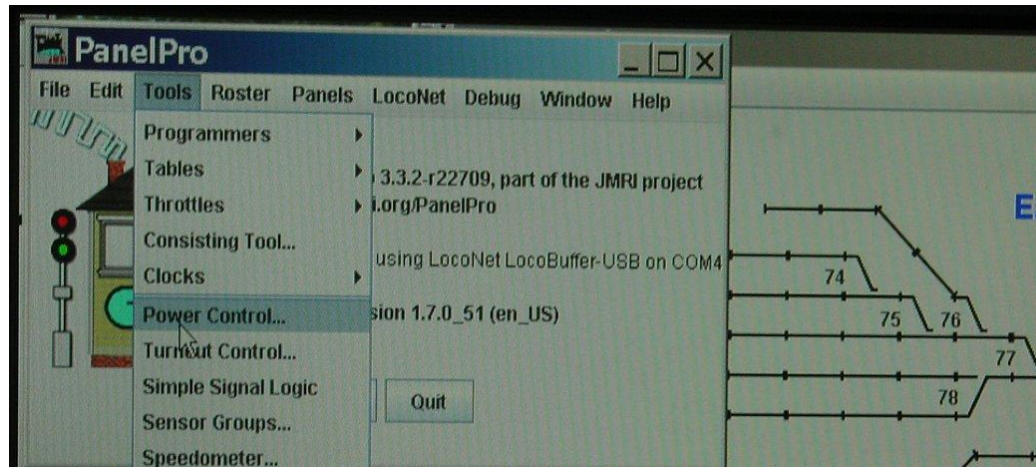 PanelPro
File Edit Tools Roster Panels LocoNet Debug Window Help
Programmers
Tables
3.3.2-r22709, part of the JMRI project
Throttles
i.org/PanelPro
Consisting Tool...
using LocoNet LocoBuffer-USB on COM4
Clocks
Power Control...
sion 1.7.0_51 (en_US)
Turnout Control...
Simple Signal Logic
Quit
Sensor Groups...
Speedometer...
E
74
75 76
77
78